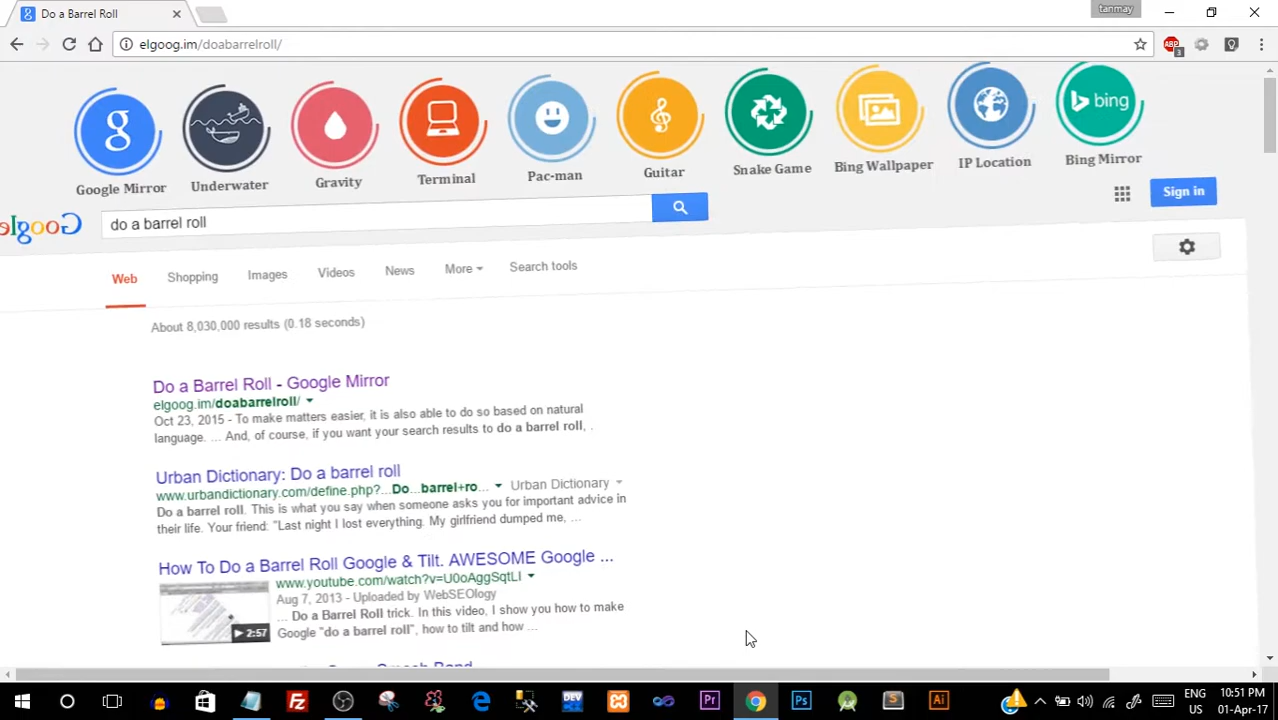 Do a Barrel Roll
tanmay
elgoog.im/doabarrelroll/
3
Google Mirror
Underwater
Gravity
Terminal
Pac-man
Guitar
Snake Game
Bing Wallpaper
IP Location
bing
Bing Mirror
Google
do a barrel roll
Sign in
Web Shopping Images Videos News More Search tools
About 8,030,000 results (0.18 seconds)
Do a Barrel Roll - Google Mirror
elgoog.im/doabarrelroll/
Oct 23, 2015 - To make matters easier, it is also able to do so based on natural
language. ... And, of course, if you want your search results to do a barrel roll, .
Urban Dictionary: Do a barrel roll
www.urbandictionary.com/define.php?...Do...barrel+ro... Urban Dictionary
Do a barrel roll. This is what you say when someone asks you for important advice in
their life. Your friend: "Last night I lost everything. My girlfriend dumped me, ...
How To Do a Barrel Roll Google & Tilt. AWESOME Google ...
www.youtube.com/watch?v=U0oAggSqtLI
Aug 7, 2013 - Uploaded by WebSEOlogy
... Do a Barrel Roll trick. In this video, I show you how to make
2:57
Google "do a barrel roll", how to tilt and how ...
DEV
Pr
Ps
S
Ai
ENG
US
10:51 PM
01-Apr-17